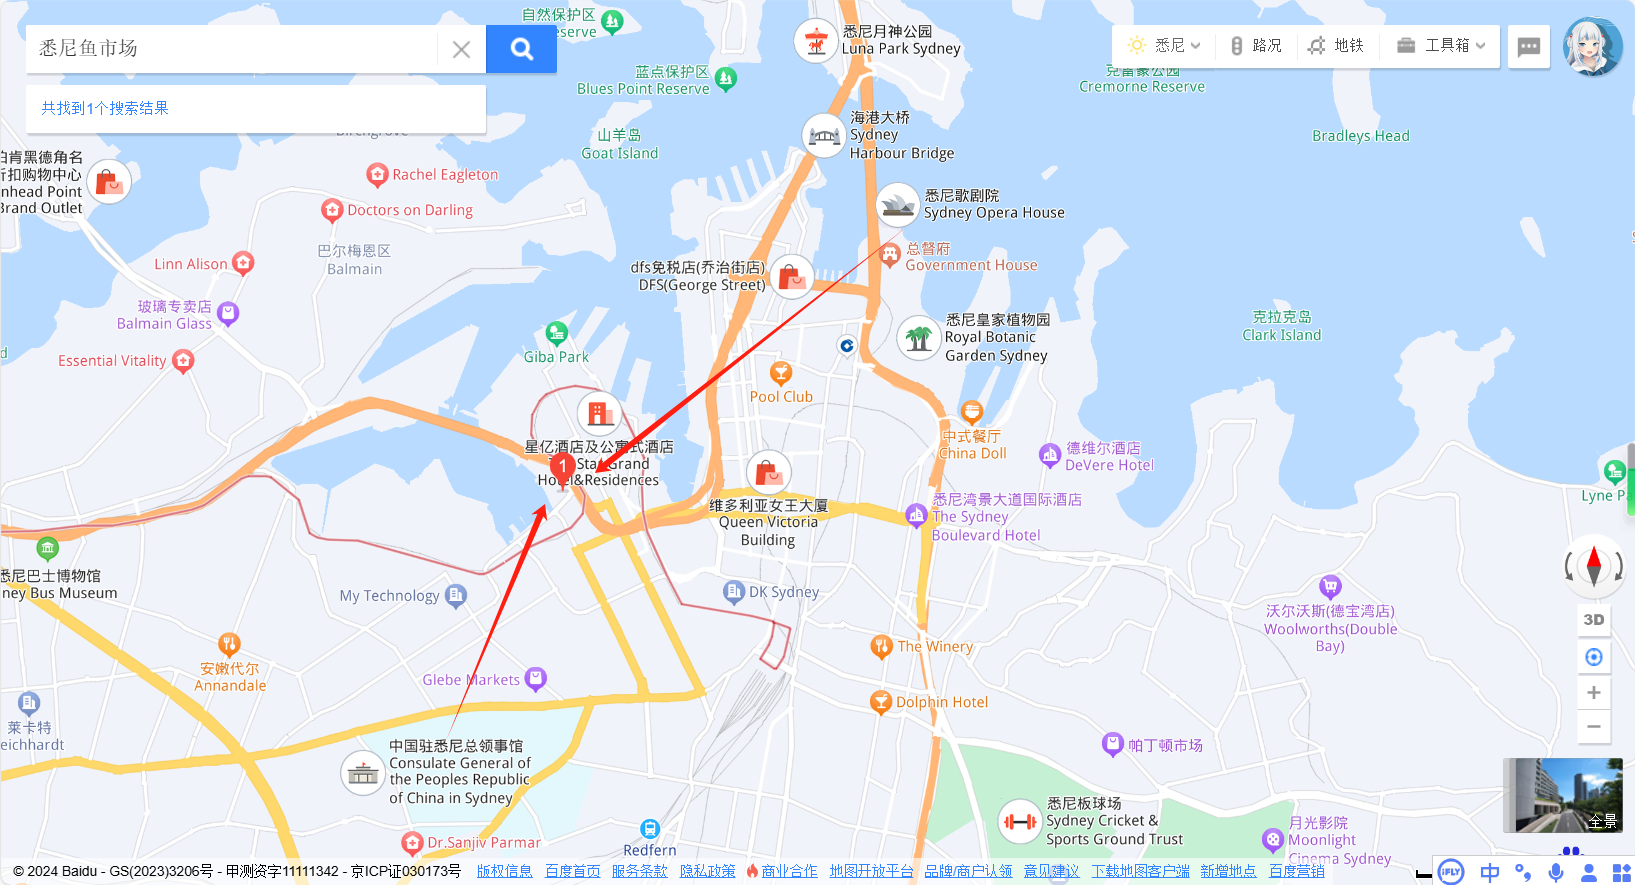 自然保护区
serve
悉尼鱼市场
共找到1个搜索结果
Birchgrove
悉尼月神公园
Luna Park Sydney
悉尼
路况
地铁
工具箱
克雷蒙公园
Cremorne Reserve
蓝点保护区
Blues Point Reserve
山羊岛
Goat Island
海港大桥
Sydney
Harbour Bridge
Bradleys Head
白肯黑德角名
折扣购物中心
nhead Point
Brand Outlet
Rachel Eagleton
Doctors on Darling
悉尼歌剧院
Sydney Opera House
巴尔梅恩区
Balmain
Linn Alison
总督府
Government House
dfs免税店(乔治街店)
DFS(George Street)
玻璃专卖店
Balmain Glass
悉尼皇家植物园
Royal Botanic
Garden Sydney
克拉克岛
Clark Island
Essential Vitality
Giba Park
Pool Club
中式餐厅
China Doll
德维尔酒店
DeVere Hotel
星亿酒店及公寓式酒店
1
Star Grand
Hotel&Residences
维多利亚女王大厦
Queen Victoria
Building
悉尼湾景大道国际酒店
The Sydney
Boulevard Hotel
Lyne Pa
悉尼巴士博物馆
ney Bus Museum
My Technology
DK Sydney
沃尔沃斯(德宝湾店)
Woolworths(Double
Bay)
3D
安嫩代尔
Annandale
The Winery
Glebe Markets
Dolphin Hotel
莱卡特
eichhardt
帕丁顿市场
中国驻悉尼总领事馆
Consulate General of
the Peoples Republic
of China in Sydney
悉尼板球场
Sydney Cricket &
Sports Ground Trust
月光影院
Moonlight
Cinema Sydney
全景
Dr.Sanjiv Parmar
Redfern
© 2024 Baidu - GS(2023)3206号 - 甲测资字11111342 - 京ICP证030173号 版权信息 百度首页 服务条款 隐私政策 商业合作 地图开放平台 品牌/商户认领 意见建议 下载地图客户端 新增地点 百度营销
iFLY
中